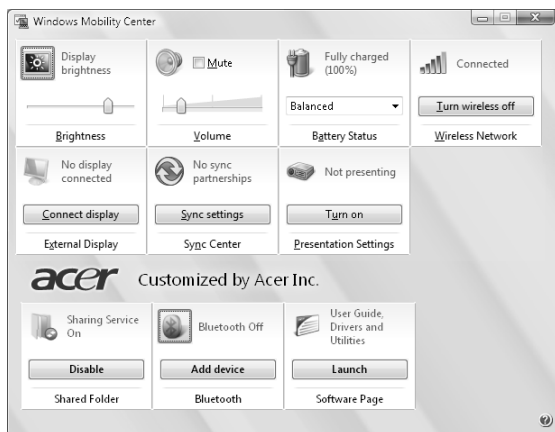 Windows Mobility Center
Display
brightness
Brightness
Mute
Volume
Fully charged
(100%)
Balanced
Battery Status
Connected
Turn wireless off
Wireless Network
No display
connected
Connect display
External Display
No sync
partnerships
Sync settings
Sync Center
Not presenting
Turn on
Presentation Settings
acer Customized by Acer Inc.
Sharing Service
On
Disable
Shared Folder
Bluetooth Off
Add device
Bluetooth
User Guide,
Drivers and
Utilities
Launch
Software Page
?